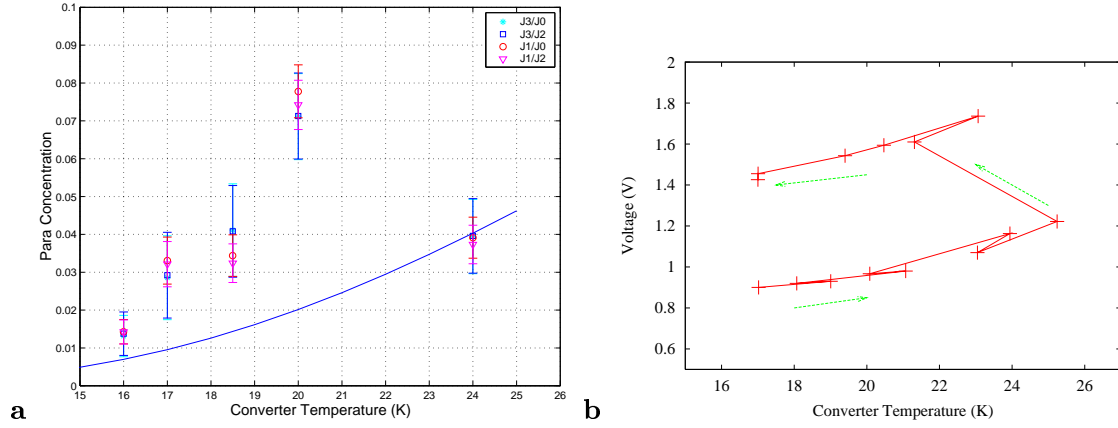 0.1
0.09
0.08
0.07
0.06
0.05
0.04
0.03
0.02
0.01
0
Para Concentration
15 16 17 18 19 20 21 22 23 24 25 26
Converter Temperature (K)
J3/J0
J3/J2
J1/J0
J1/J2
a
2
1.8
1.6
1.4
1.2
1
0.8
0.6
Voltage (V)
16 18 20 22 24 26
Converter Temperature (K)
b